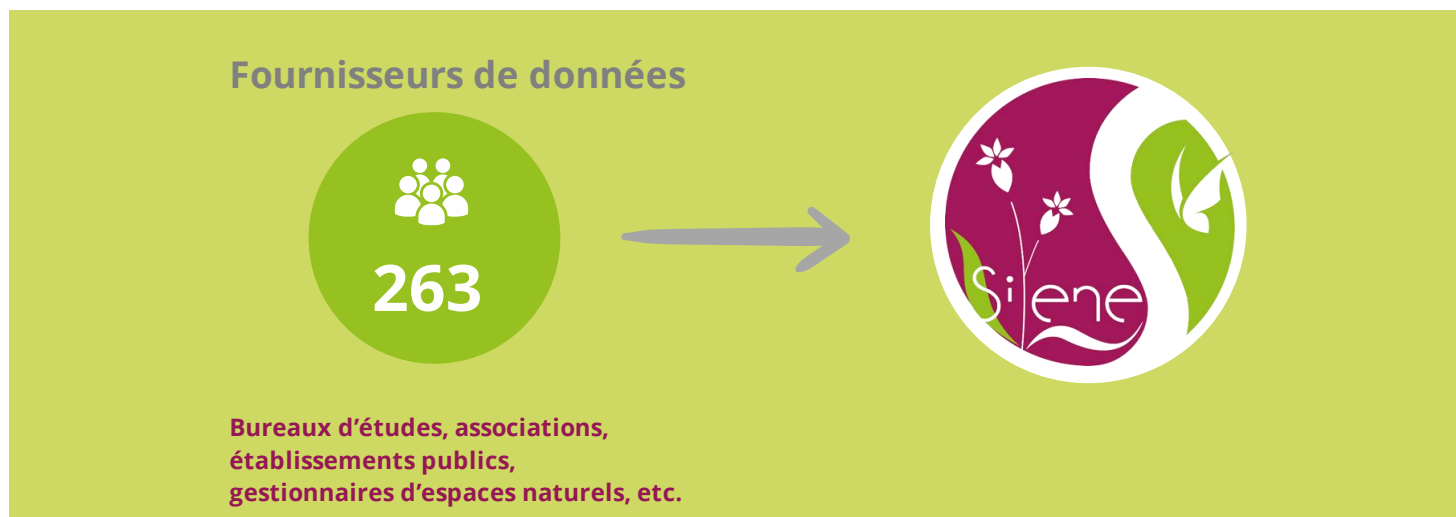 Fournisseurs de données
263
Silene
Bureaux d’études, associations,
établissements publics,
gestionnaires d’espaces naturels, etc.